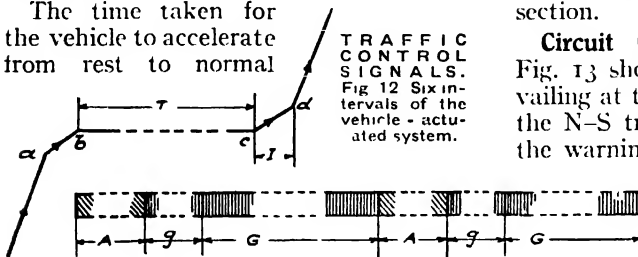 The time taken for
the vehicle to accelerate
from rest to normal
TRAFFIC
CONTROL
SIGNALS.
Fig 12 Six in-
tervals of the
vehicle - actu-
ated system.
section.
Circuit
Fig. 13 sho
vailing at t
the N–S tr
the warnin
T
a b c d
I
A g G A g G